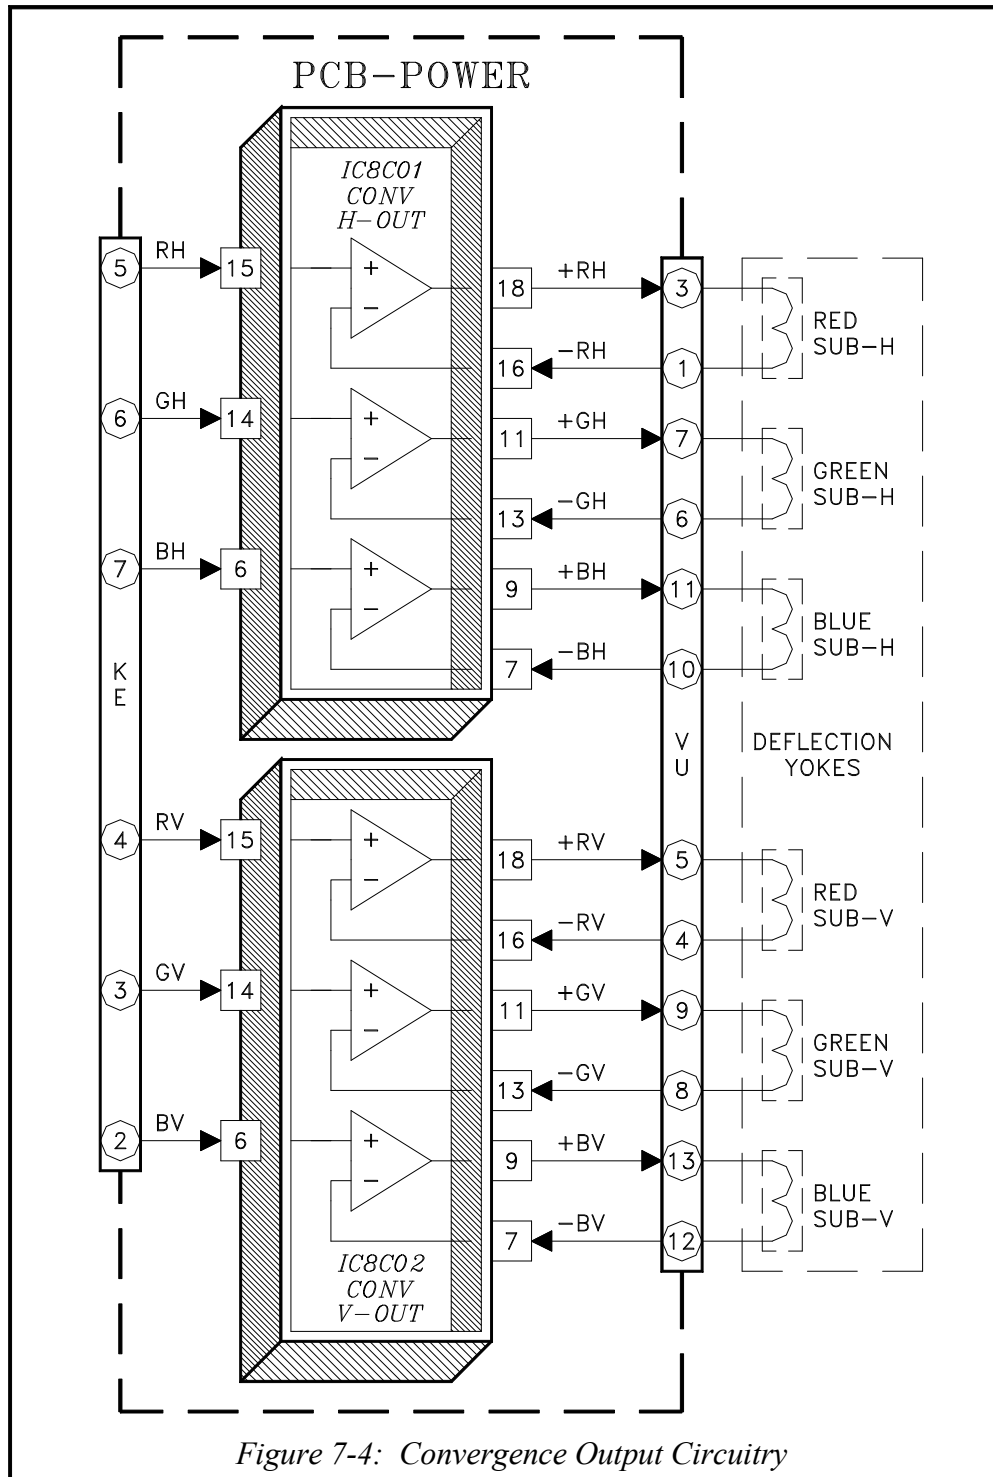 PCB-POWER
IC8C01
CONV
H-OUT
5 RH 15
+ −
18 +RH 3
16 −RH 1
RED
SUB-H
6 GH 14
+ −
11 +GH 7
13 −GH 6
GREEN
SUB-H
7 BH 6
+ −
9 +BH 11
7 −BH 10
BLUE
SUB-H
K
E
V
U
DEFLECTION
YOKES
4 RV 15
+ −
18 +RV 5
16 −RV 4
RED
SUB-V
3 GV 14
+ −
11 +GV 9
13 −GV 8
GREEN
SUB-V
2 BV 6
+ −
9 +BV 13
7 −BV 12
BLUE
SUB-V
IC8C02
CONV
V-OUT
Figure 7-4: Convergence Output Circuitry